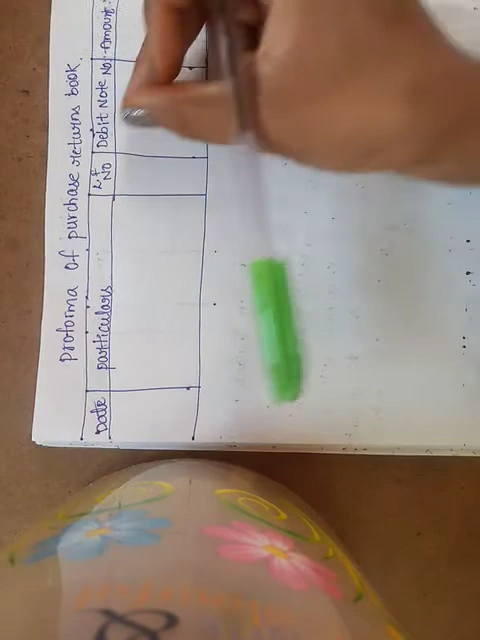 proforma of purchase returns book.
Date particulars L.f No Debit Note No. Amount.